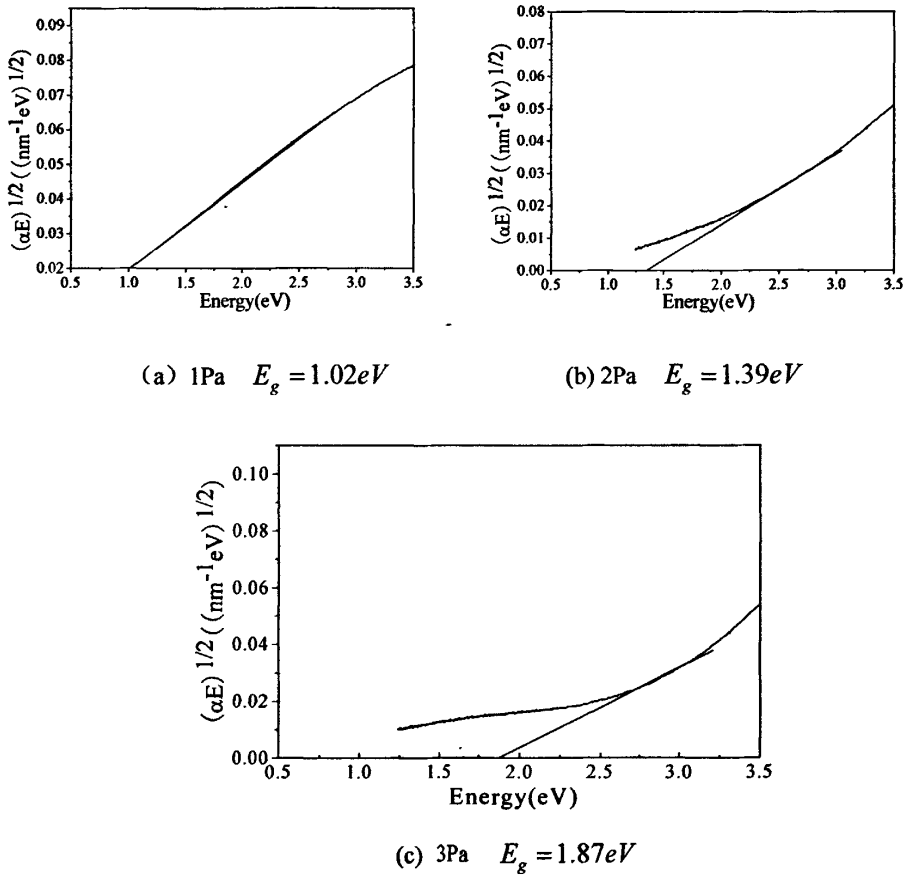 (αE)^1/2((nm^-1eV)^1/2)
0.09
0.08
0.07
0.06
0.05
0.04
0.03
0.02
0.5 1.0 1.5 2.0 2.5 3.0 3.5
Energy(eV)
(a) 1Pa E_g=1.02eV
(αE)^1/2((nm^-1eV)^1/2)
0.08
0.07
0.06
0.05
0.04
0.03
0.02
0.01
0.00
0.5 1.0 1.5 2.0 2.5 3.0 3.5
Energy(eV)
(b) 2Pa E_g=1.39eV
(αE)^1/2((nm^-1eV)^1/2)
0.10
0.08
0.06
0.04
0.02
0.00
0.5 1.0 1.5 2.0 2.5 3.0 3.5
Energy(eV)
(c) 3Pa E_g=1.87eV